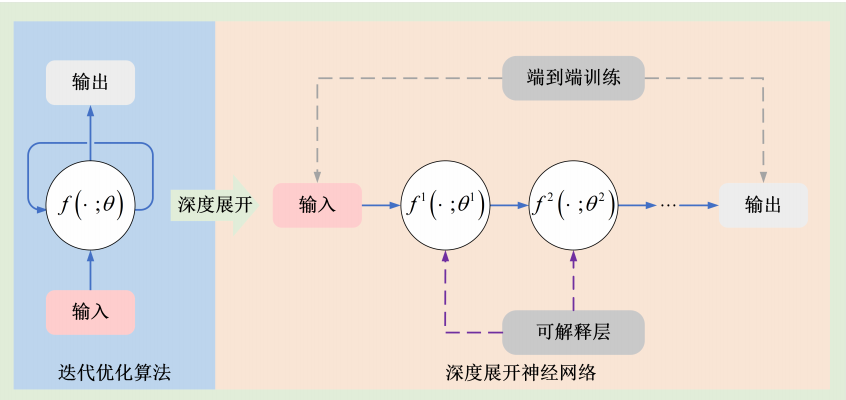 输出
f(·;θ)
输入
迭代优化算法
深度展开
端到端训练
输入
f¹(·;θ¹)
f²(·;θ²)
···
输出
可解释层
深度展开神经网络